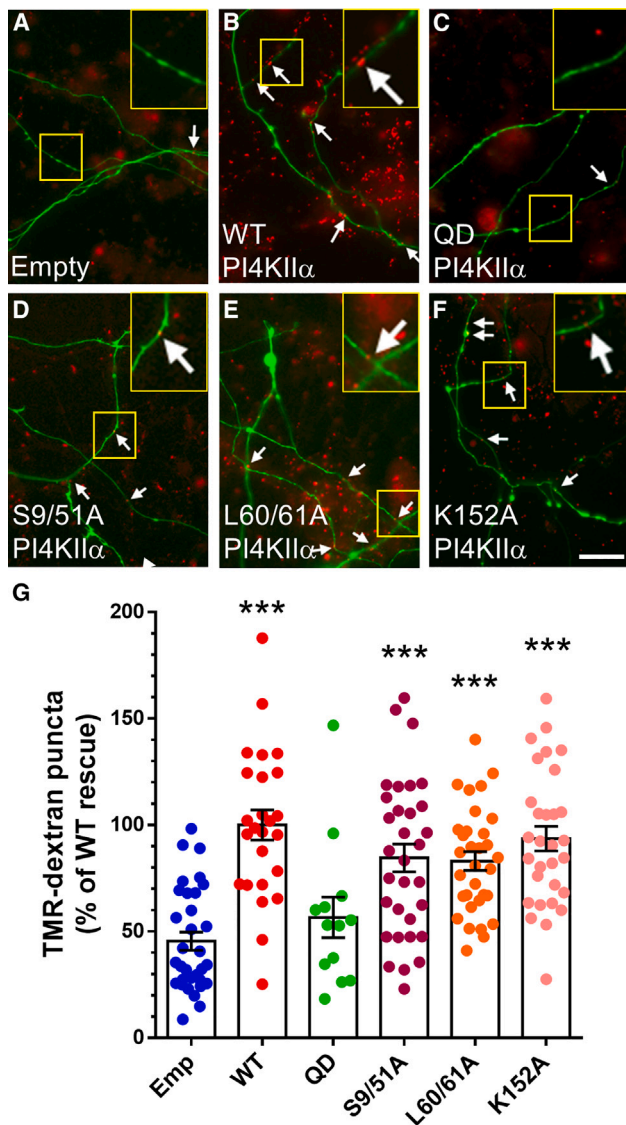 A
Empty
B
WT
PI4KIIα
C
QD
PI4KIIα
D
S9/51A
PI4KIIα
E
L60/61A
PI4KIIα
F
K152A
PI4KIIα
G
TMR-dextran puncta
(% of WT rescue)
200
150
100
50
0
***
***
***
***
Emp
WT
QD
S9/51A
L60/61A
K152A